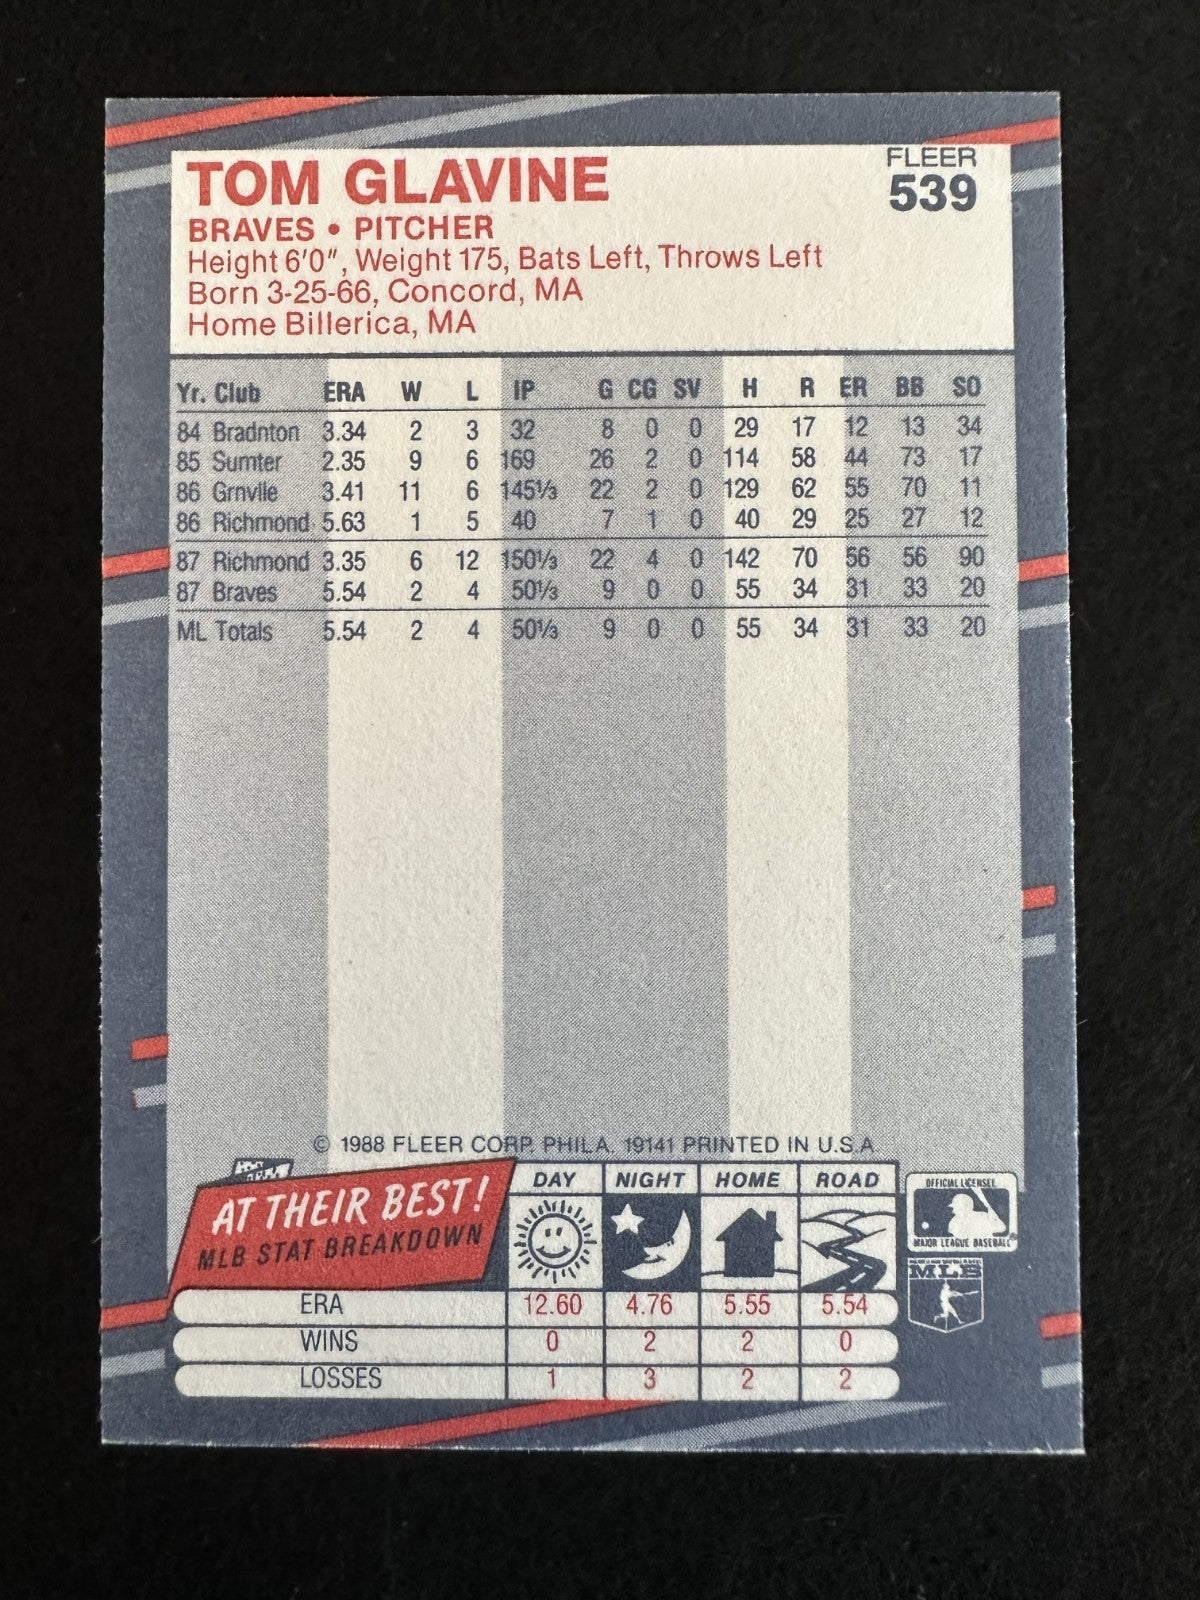 TOM GLAVINE
FLEER
539
BRAVES • PITCHER
Height 6'0", Weight 175, Bats Left, Throws Left
Born 3-25-66, Concord, MA
Home Billerica, MA
Yr. Club ERA W L IP G CG SV H R ER BB SO
84 Bradnton 3.34 2 3 32 8 0 0 29 17 12 13 34
85 Sumter 2.35 9 6 169 26 2 0 114 58 44 73 17
86 Grnvlle 3.41 11 6 145⅓ 22 2 0 129 62 55 70 11
86 Richmond 5.63 1 5 40 7 1 0 40 29 25 27 12
87 Richmond 3.35 6 12 150⅓ 22 4 0 142 70 56 56 90
87 Braves 5.54 2 4 50⅓ 9 0 0 55 34 31 33 20
ML Totals 5.54 2 4 50⅓ 9 0 0 55 34 31 33 20
© 1988 FLEER CORP. PHILA. 19141 PRINTED IN U.S.A.
AT THEIR BEST!
MLB STAT BREAKDOWN
DAY NIGHT HOME ROAD
ERA 12.60 4.76 5.55 5.54
WINS 0 2 2 0
LOSSES 1 3 2 2
OFFICIAL LICENSEE
MAJOR LEAGUE BASEBALL
MLB